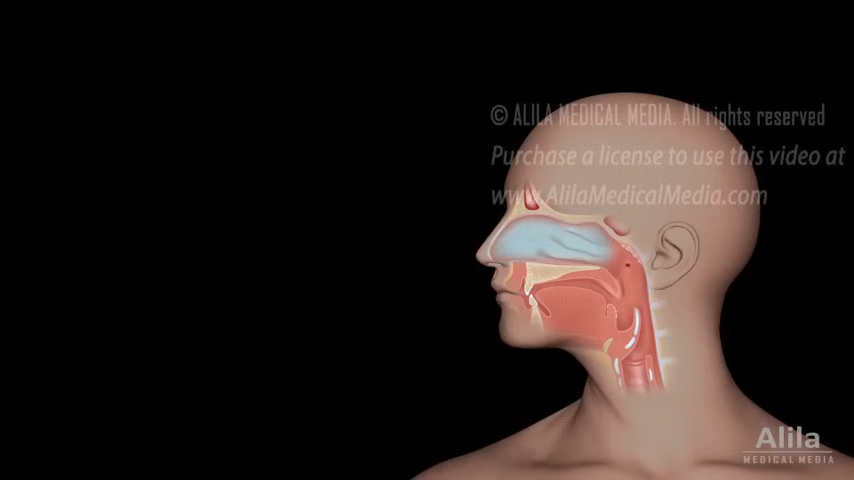 © ALILA MEDICAL MEDIA. All rights reserved
Purchase a license to use this video at
www.AlilaMedicalMedia.com
Alila
MEDICAL MEDIA